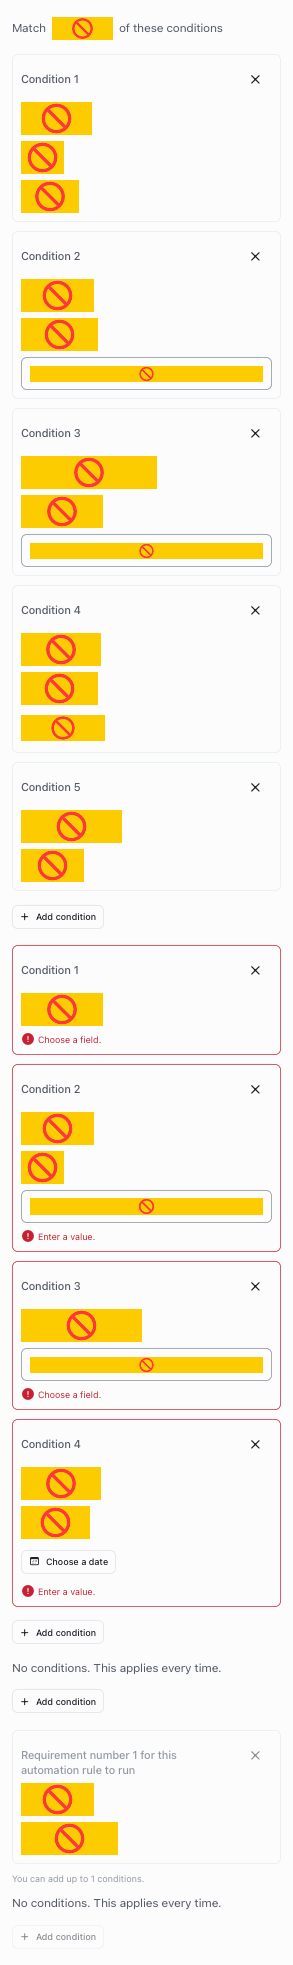 Match of these conditions
Condition 1
Condition 2
Condition 3
Condition 4
Condition 5
Add condition
Condition 1
Choose a field.
Condition 2
Enter a value.
Condition 3
Choose a field.
Condition 4
Choose a date
Enter a value.
Add condition
No conditions. This applies every time.
Add condition
Requirement number 1 for this
automation rule to run
You can add up to 1 conditions.
No conditions. This applies every time.
Add condition